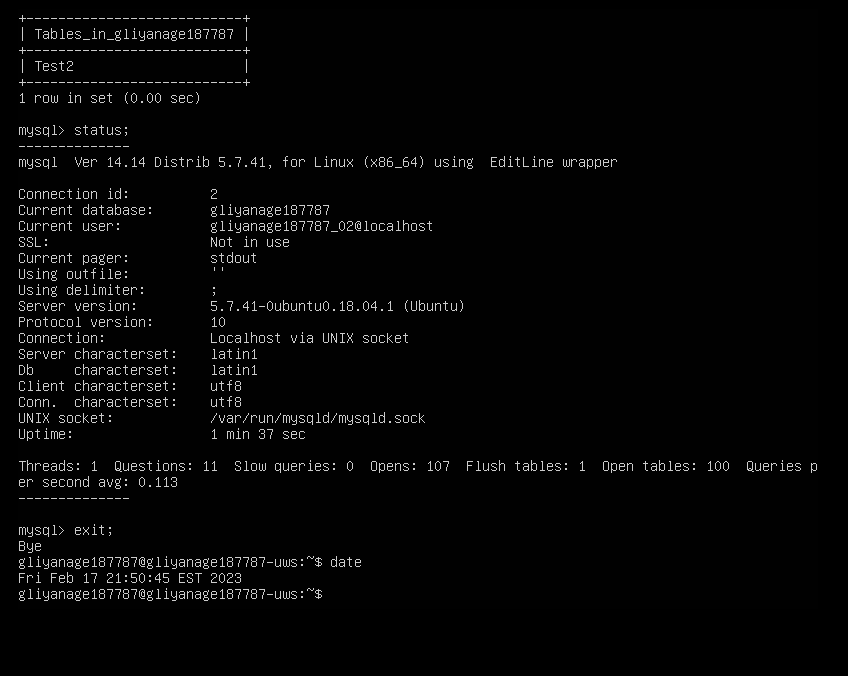 +---------------------------+
| Tables_in_gliyanage187787 |
+---------------------------+
| Test2                     |
+---------------------------+
1 row in set (0.00 sec)

mysql> status;
--------------
mysql  Ver 14.14 Distrib 5.7.41, for Linux (x86_64) using  EditLine wrapper

Connection id:          2
Current database:       gliyanage187787
Current user:           gliyanage187787_02@localhost
SSL:                    Not in use
Current pager:          stdout
Using outfile:          ''
Using delimiter:        ;
Server version:         5.7.41-0ubuntu0.18.04.1 (Ubuntu)
Protocol version:       10
Connection:             Localhost via UNIX socket
Server characterset:    latin1
Db     characterset:    latin1
Client characterset:    utf8
Conn.  characterset:    utf8
UNIX socket:            /var/run/mysqld/mysqld.sock
Uptime:                 1 min 37 sec

Threads: 1  Questions: 11  Slow queries: 0  Opens: 107  Flush tables: 1  Open tables: 100  Queries p
er second avg: 0.113
--------------

mysql> exit;
Bye
gliyanage187787@gliyanage187787-uws:~$ date
Fri Feb 17 21:50:45 EST 2023
gliyanage187787@gliyanage187787-uws:~$